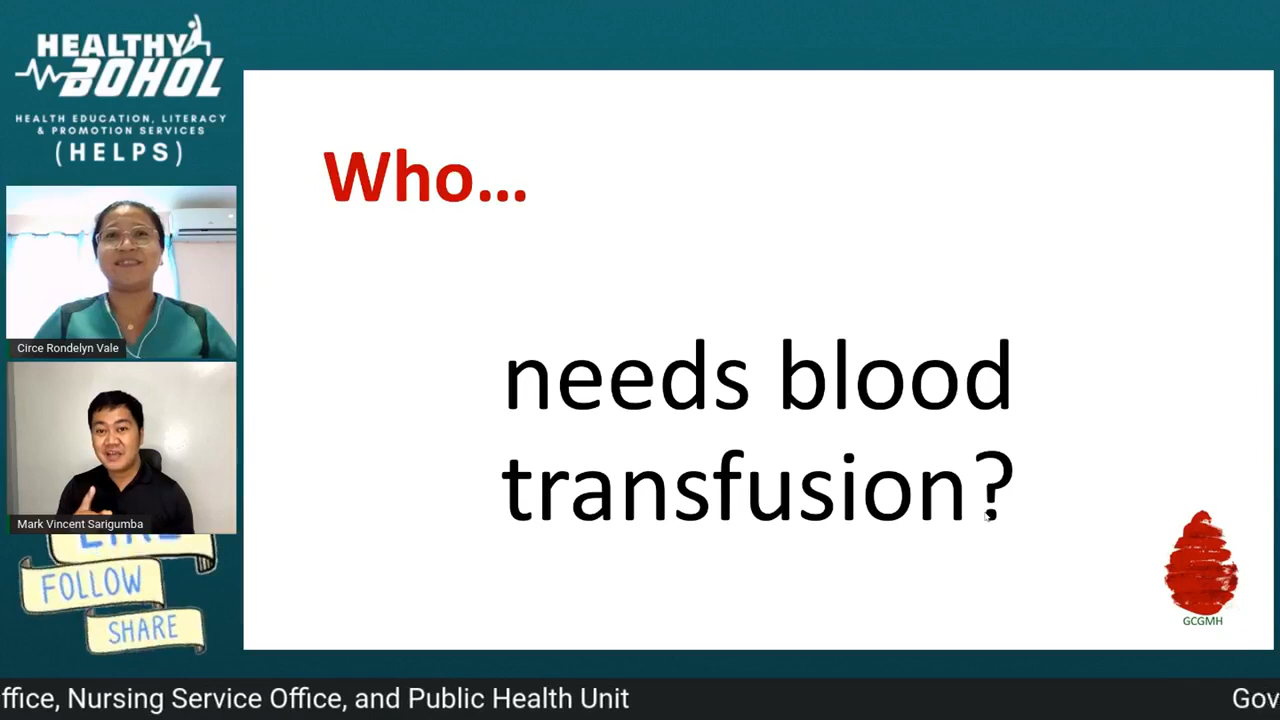 HEALTHY
BOHOL
HEALTH EDUCATION, LITERACY
& PROMOTION SERVICES
(HELPS)
Who...
needs blood
transfusion?
Circe Rondelyn Vale
Mark Vincent Sarigumba
LIKE
FOLLOW
SHARE
GCGMH
ffice, Nursing Service Office, and Public Health Unit
Gov